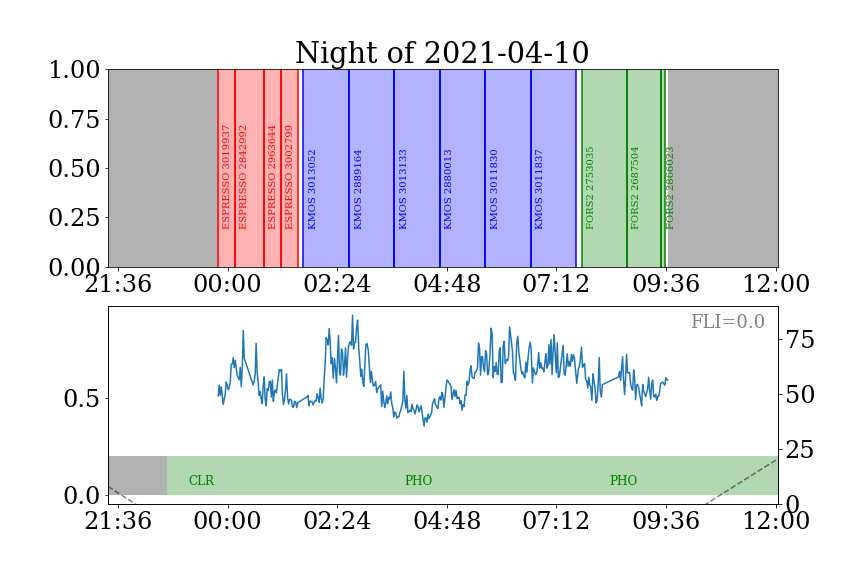 Night of 2021-04-10
1.00
0.75
0.50
0.25
0.00
ESPRESSO 3019937
ESPRESSO 2842992
ESPRESSO 2963644
ESPRESSO 3002799
KMOS 3013052
KMOS 2889164
KMOS 3013133
KMOS 2880013
KMOS 3011830
KMOS 3011837
FORS2 2753035
FORS2 2687504
FORS2 2866023
21:36 00:00 02:24 04:48 07:12 09:36 12:00
FLI=0.0
0.5
0.0
75
50
25
0
CLR PHO PHO
21:36 00:00 02:24 04:48 07:12 09:36 12:00